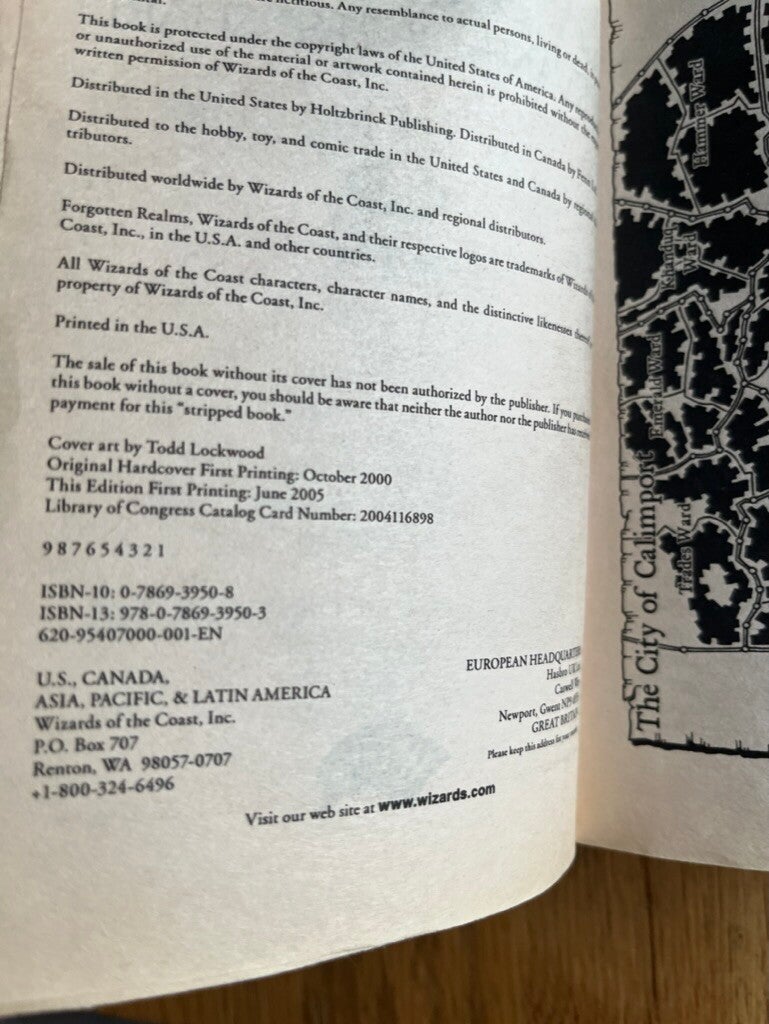 Any resemblance to actual persons, living or dead,
This book is protected under the copyright laws of the United States of America. Any
or unauthorized use of the material or artwork contained herein is prohibited without the
written permission of Wizards of the Coast, Inc.
Distributed in the United States by Holtzbrinck Publishing. Distributed in Canada by
Distributed to the hobby, toy, and comic trade in the United States and Canada by regional
tributors.
Distributed worldwide by Wizards of the Coast, Inc. and regional distributors.
Forgotten Realms, Wizards of the Coast, and their respective logos are trademarks of Wizards
Coast, Inc., in the U.S.A. and other countries.
All Wizards of the Coast characters, character names, and the distinctive likenesses
property of Wizards of the Coast, Inc.
Printed in the U.S.A.
The sale of this book without its cover has not been authorized by the publisher. If you
this book without a cover, you should be aware that neither the author nor the publisher has
payment for this "stripped book."
Cover art by Todd Lockwood
Original Hardcover First Printing: October 2000
This Edition First Printing: June 2005
Library of Congress Catalog Card Number: 2004116898
9 8 7 6 5 4 3 2 1
ISBN-10: 0-7869-3950-8
ISBN-13: 978-0-7869-3950-3
620-95407000-001-EN
U.S., CANADA,
ASIA, PACIFIC, & LATIN AMERICA
Wizards of the Coast, Inc.
P.O. Box 707
Renton, WA 98057-0707
+1-800-324-6496
EUROPEAN
Hasbro
Caswell
Newport, Gwent
GREAT BRITAIN
Please keep this address for your
Visit our web site at www.wizards.com
The City of Calimport
Trades Ward
Emerald Ward
Khanduq Ward
Hammer Ward